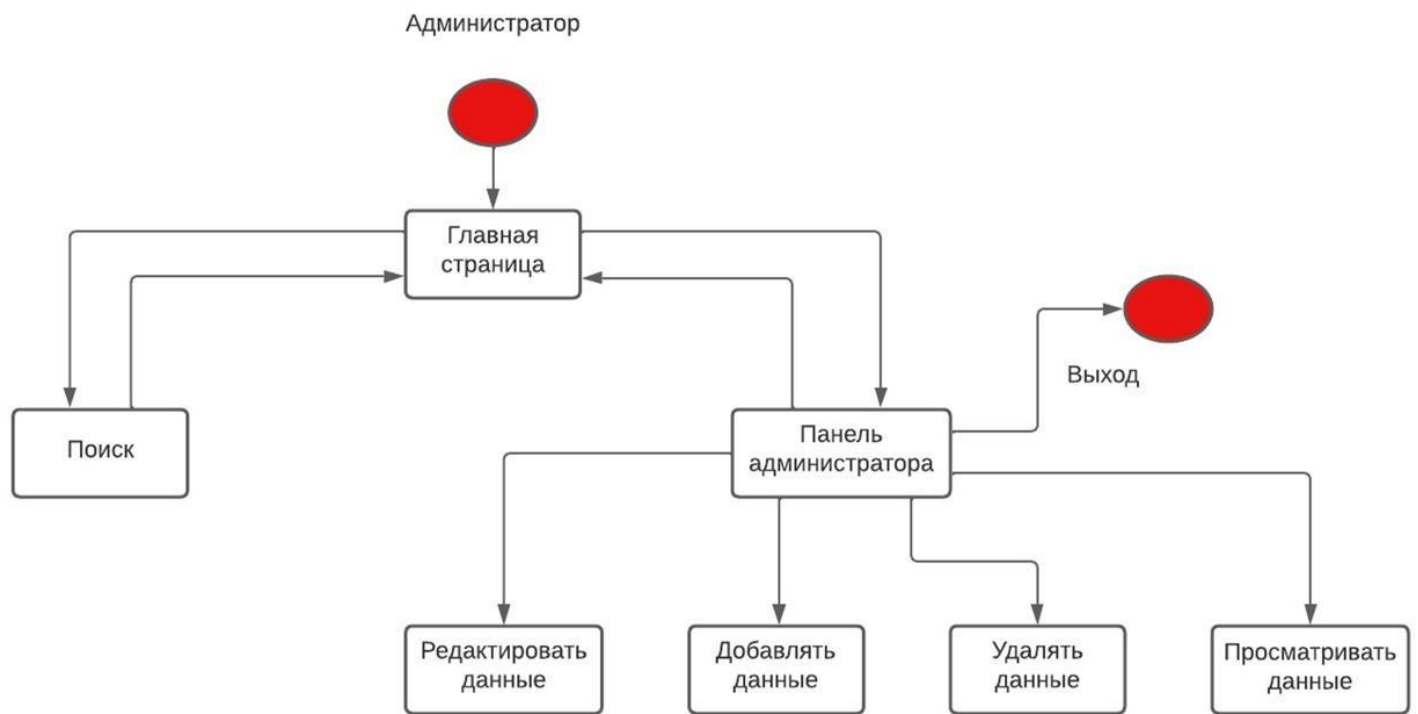 Администратор
Главная
страница
Выход
Поиск
Панель
администратора
Редактировать
данные
Добавлять
данные
Удалять
данные
Просматривать
данные